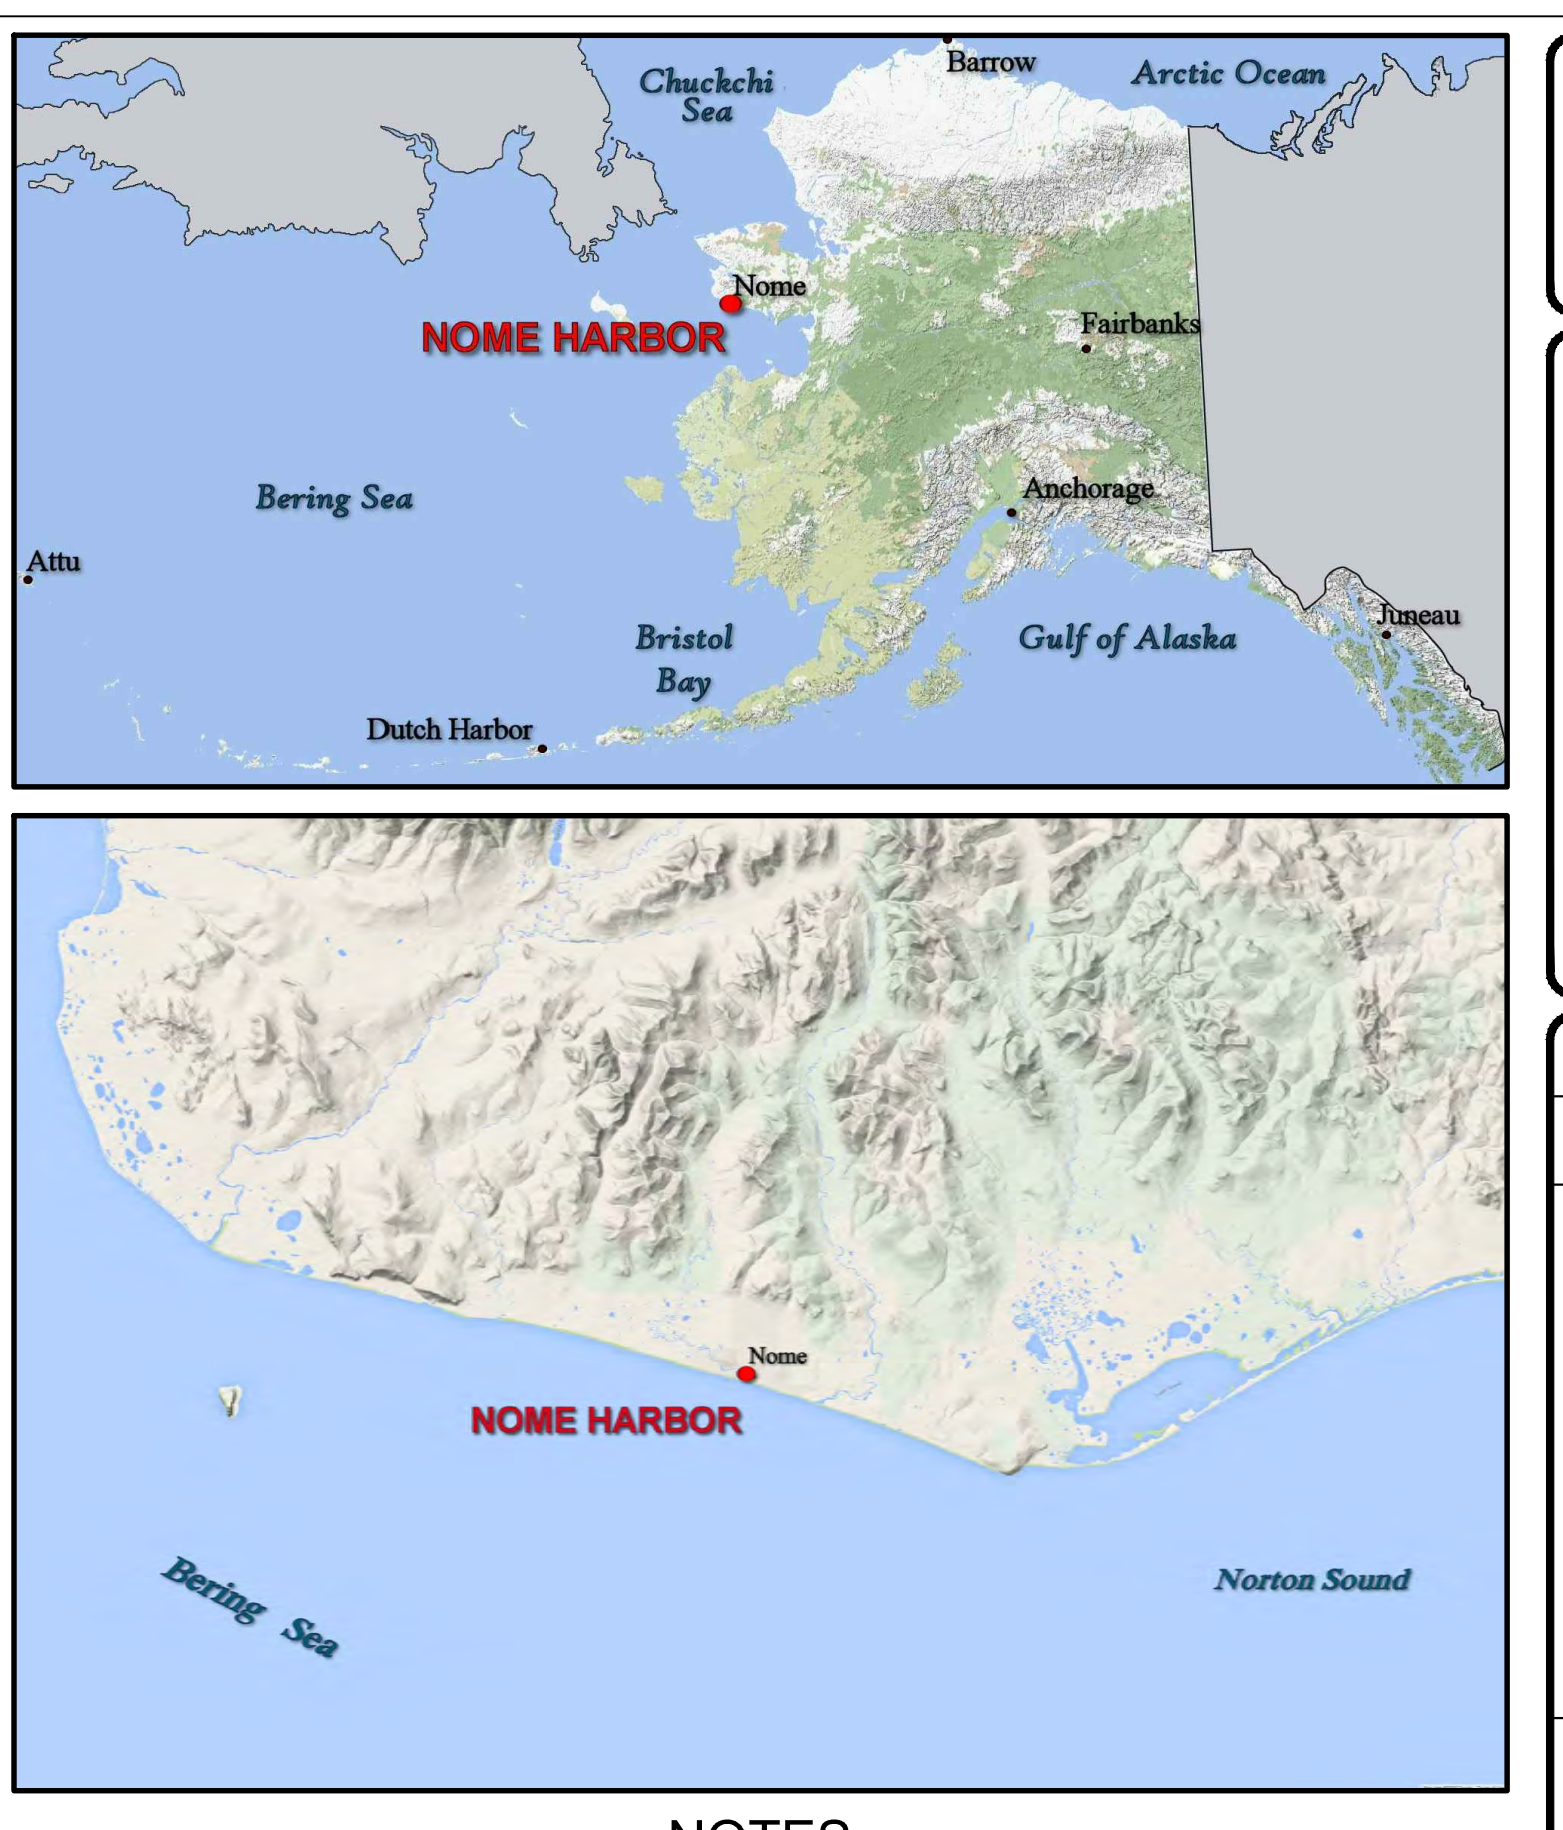 Barrow
Arctic Ocean
Chuckchi
Sea
Nome
NOME HARBOR
Fairbanks
Anchorage
Bering Sea
Attu
Juneau
Bristol
Bay
Gulf of Alaska
Dutch Harbor
Nome
NOME HARBOR
Bering Sea
Norton Sound
NOTES